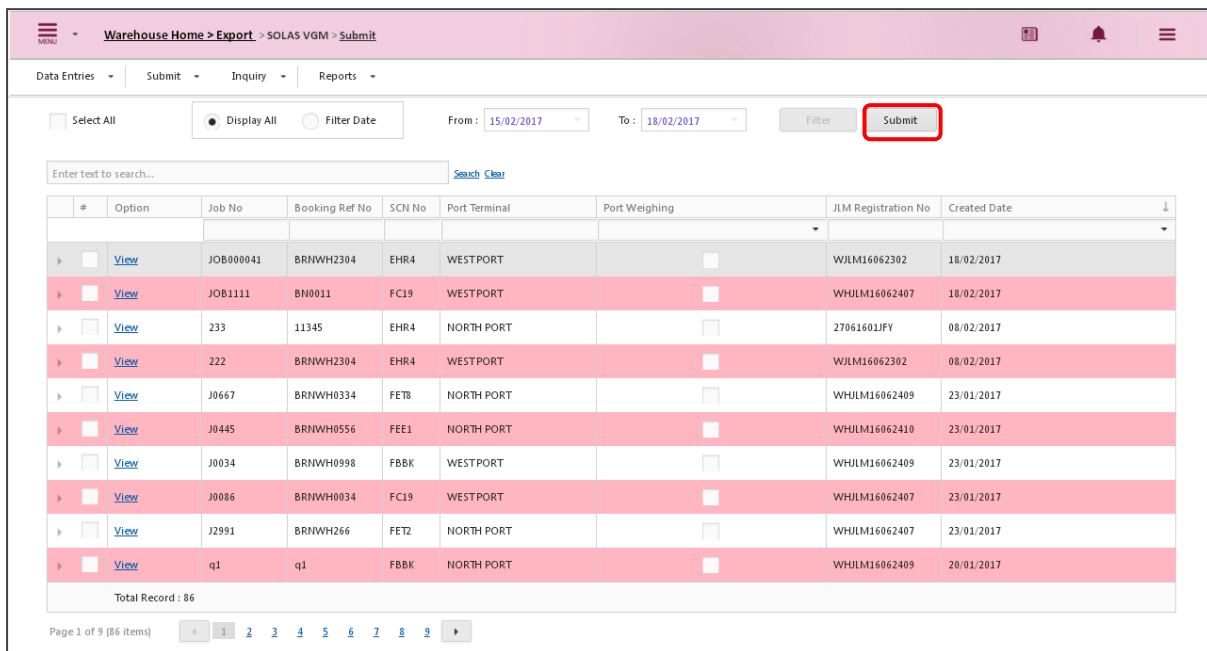 MENU Warehouse Home > Export > SOLAS VGM > Submit
Data Entries Submit Inquiry Reports
Select All Display All Filter Date From : 15/02/2017 To : 18/02/2017 Filter Submit
Enter text to search... Search Clear
# Option Job No Booking Ref No SCN No Port Terminal Port Weighing JLM Registration No Created Date
View JOB000041 BRNWH2304 EHR4 WESTPORT WJLM16062302 18/02/2017
View JOB1111 BN0011 FC19 WESTPORT WHJLM16062407 18/02/2017
View 233 11345 EHR4 NORTH PORT 27061601JFY 08/02/2017
View 222 BRNWH2304 EHR4 WESTPORT WJLM16062302 08/02/2017
View J0667 BRNWH0334 FET8 NORTH PORT WHJLM16062409 23/01/2017
View J0445 BRNWH0556 FEE1 NORTH PORT WHJLM16062410 23/01/2017
View J0034 BRNWH0998 FBBK WESTPORT WHJLM16062409 23/01/2017
View J0086 BRNWH0034 FC19 WESTPORT WHJLM16062407 23/01/2017
View J2991 BRNWH266 FET2 NORTH PORT WHJLM16062407 23/01/2017
View q1 q1 FBBK NORTH PORT WHJLM16062409 20/01/2017
Total Record : 86
Page 1 of 9 (86 items) 1 2 3 4 5 6 7 8 9